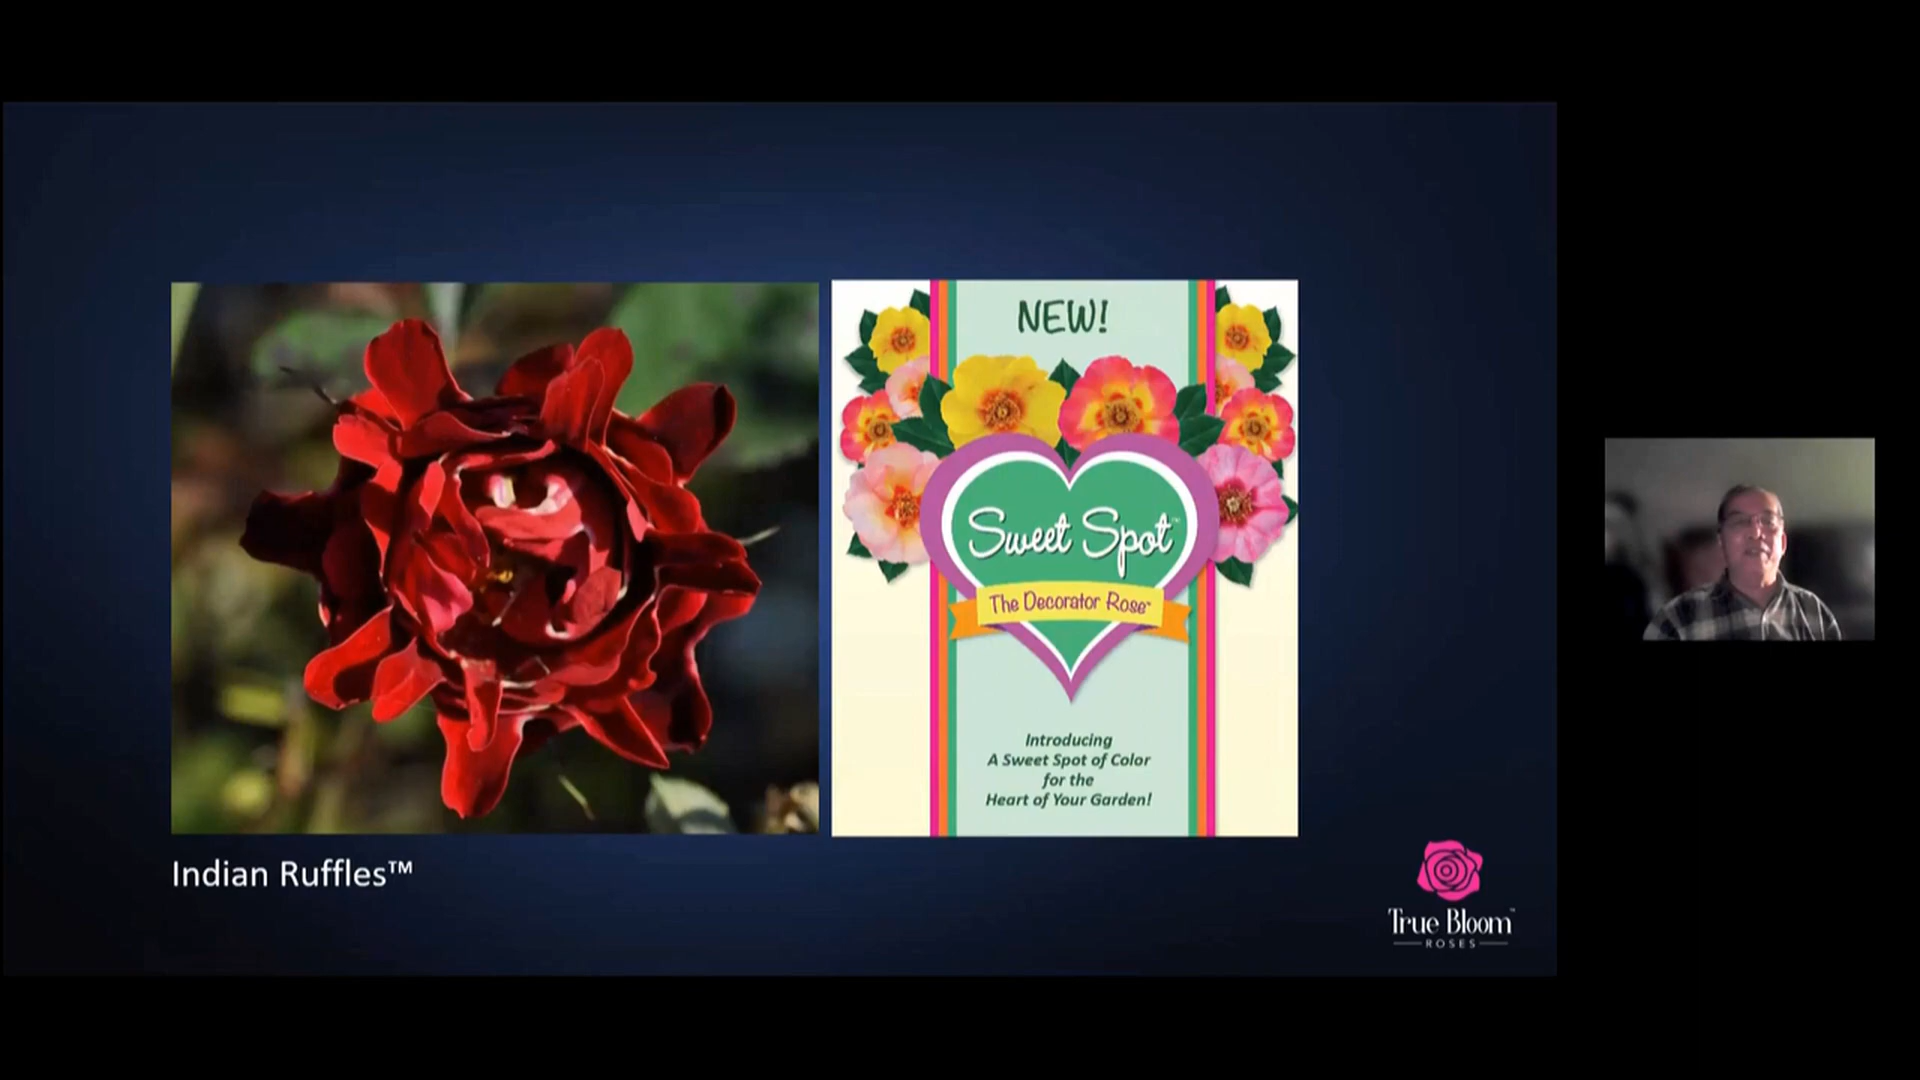 NEW!
Sweet Spot™
The Decorator Rose™
Introducing
A Sweet Spot of Color
for the
Heart of Your Garden!
Indian Ruffles™
True Bloom™
ROSES